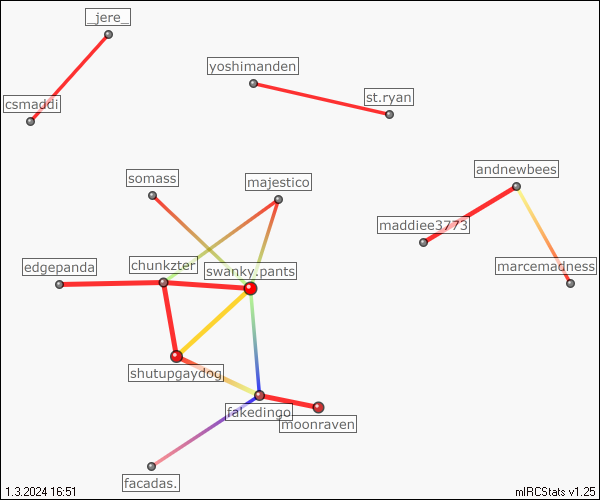 _jere_
yoshimanden
st.ryan
csmaddi
andnewbees
somass
majestico
maddiee3773
edgepanda
chunkzter
swanky.pants
marcemadness
shutupgaydog
fakedingo
moonraven
facadas.
1.3.2024 16:51
mIRCStats v1.25